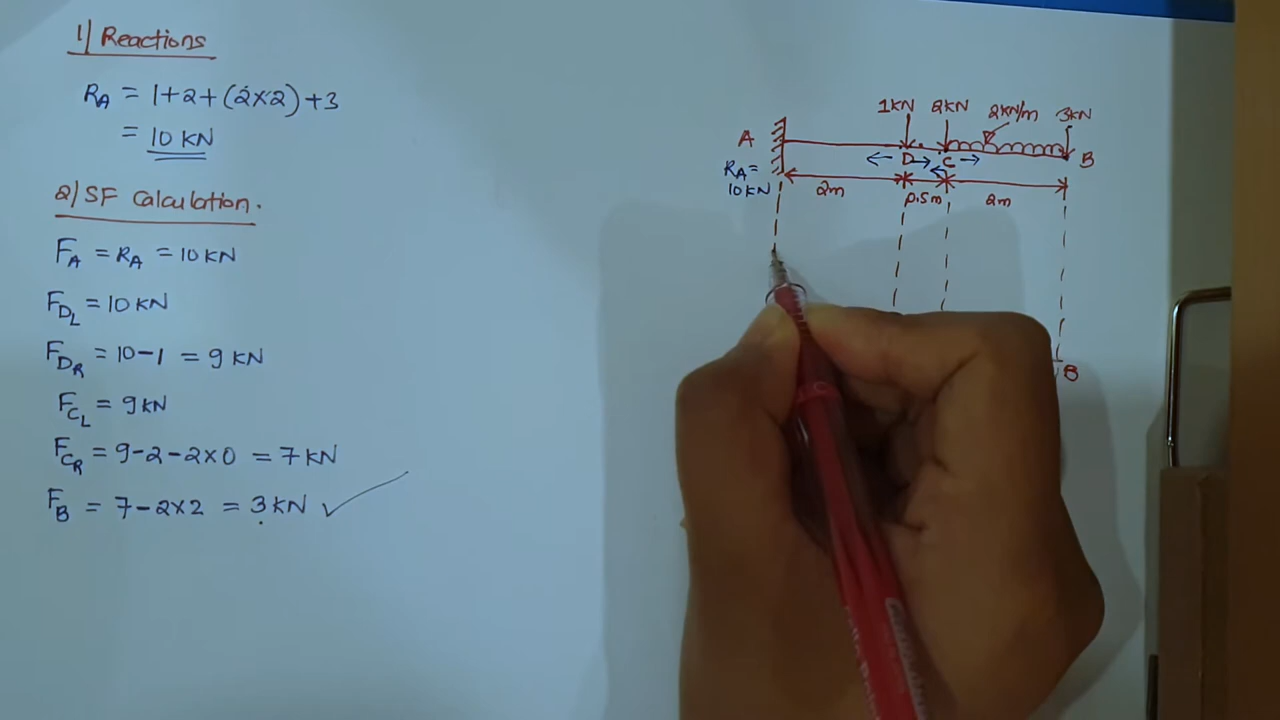 1) Reactions
RA = 1+2+(2×2)+3
= 10 KN
2) SF Calculation.
FA = RA = 10 KN
FDL = 10 KN
FDR = 10-1 = 9 KN
FCL = 9 KN
FCR = 9-2-2×0 = 7 KN
FB = 7-2×2 = 3 KN ✓
1KN 2KN 2KN/m 3KN
A D C B
RA =
10KN
2m 0.5m 2m
B